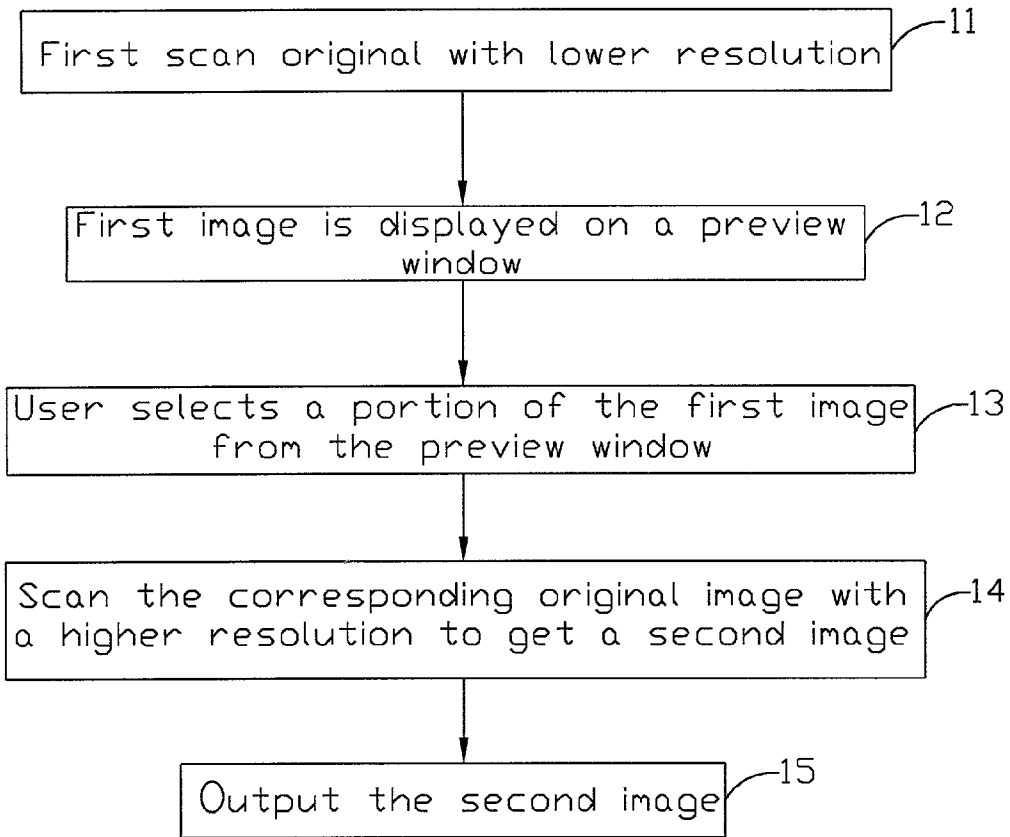 First scan original with lower resolution
11
First image is displayed on a preview
window
12
User selects a portion of the first image
from the preview window
13
Scan the corresponding original image with
a higher resolution to get a second image
14
Output the second image
15